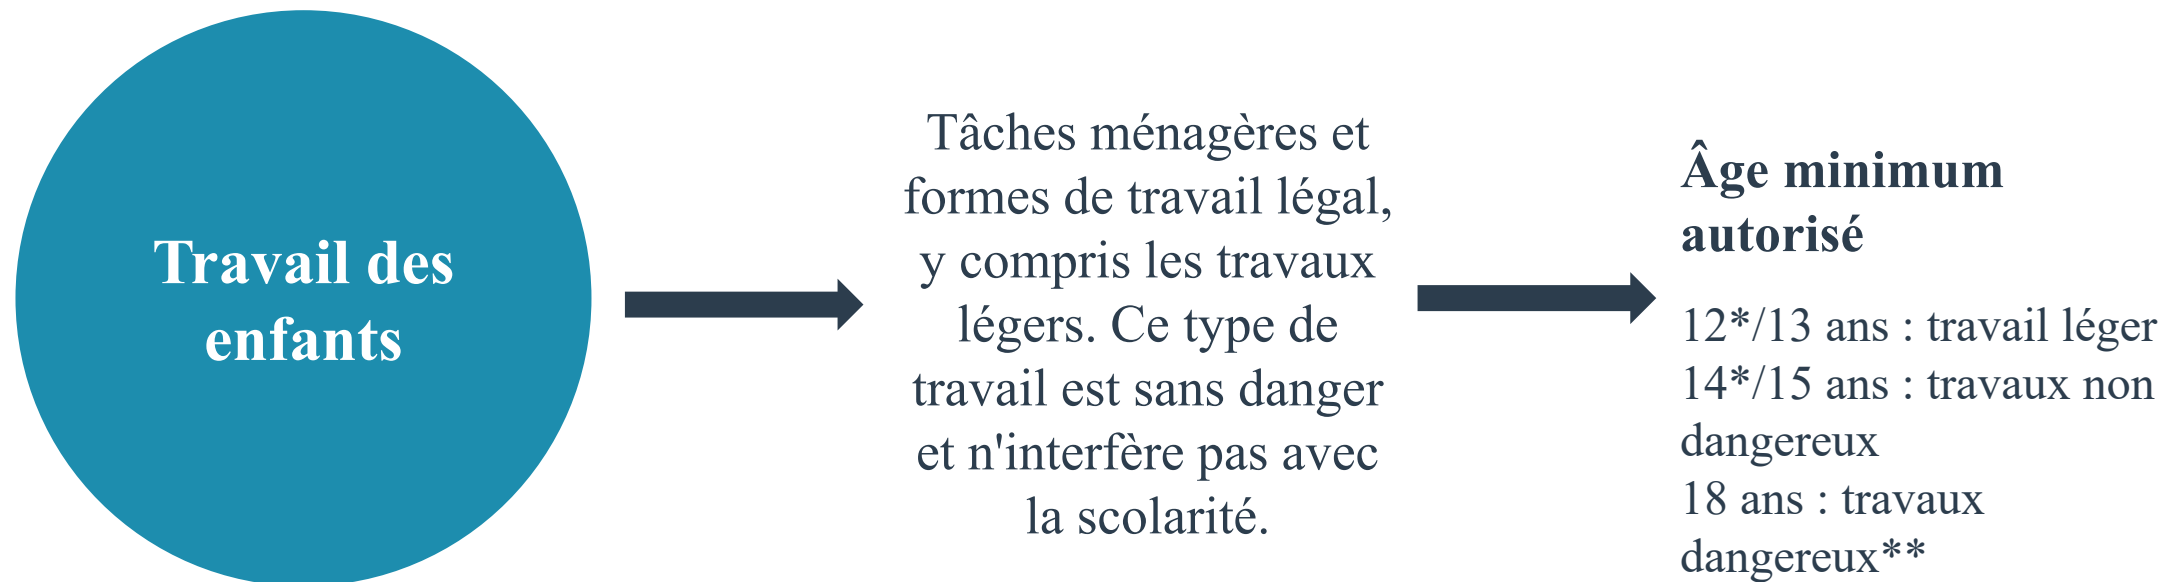 Travail des
enfants
Tâches ménagères et
formes de travail légal,
y compris les travaux
légers. Ce type de
travail est sans danger
et n'interfère pas avec
la scolarité.
Âge minimum
autorisé
12*/13 ans : travail léger
14*/15 ans : travaux non
dangereux
18 ans : travaux
dangereux**